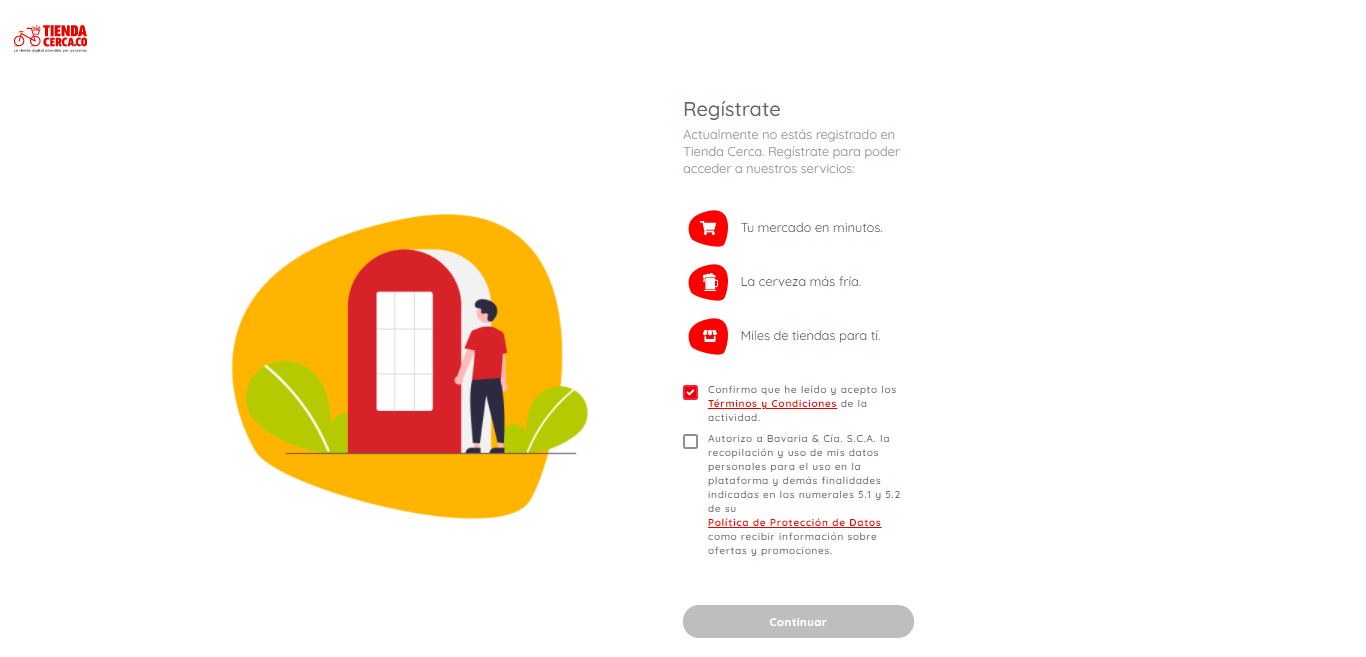 TIENDA
CERCA.CO
La tienda digital atendida por personas
Regístrate
Actualmente no estás registrado en
Tienda Cerca. Regístrate para poder
acceder a nuestros servicios:
Tu mercado en minutos.
La cerveza más fría.
Miles de tiendas para tí.
Confirmo que he leído y acepto los
Términos y Condiciones de la
actividad.
Autorizo a Bavaria & Cía. S.C.A. la
recopilación y uso de mis datos
personales para el uso en la
plataforma y demás finalidades
indicadas en los numerales 5.1 y 5.2
de su
Política de Protección de Datos
como recibir información sobre
ofertas y promociones.
Continuar